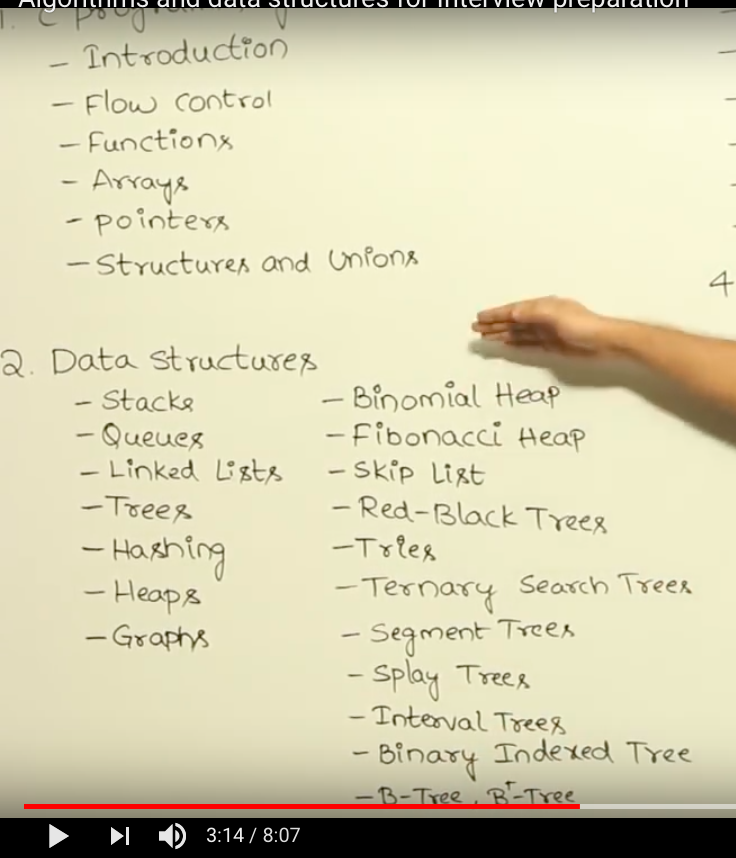 Algorithms and data structures for interview preparation
1. C programming
- Introduction
- Flow control
- Functions
- Arrays
- pointers
- Structures and Unions
4
2. Data Structures
- Stacks
- Queues
- Linked Lists
- Trees
- Hashing
- Heaps
- Graphs
- Binomial Heap
- Fibonacci Heap
- Skip List
- Red-Black Trees
- Tries
- Ternary Search Trees
- Segment Trees
- Splay Trees
- Interval Trees
- Binary Indexed Tree
- B-Tree, B⁺-Tree
3:14 / 8:07